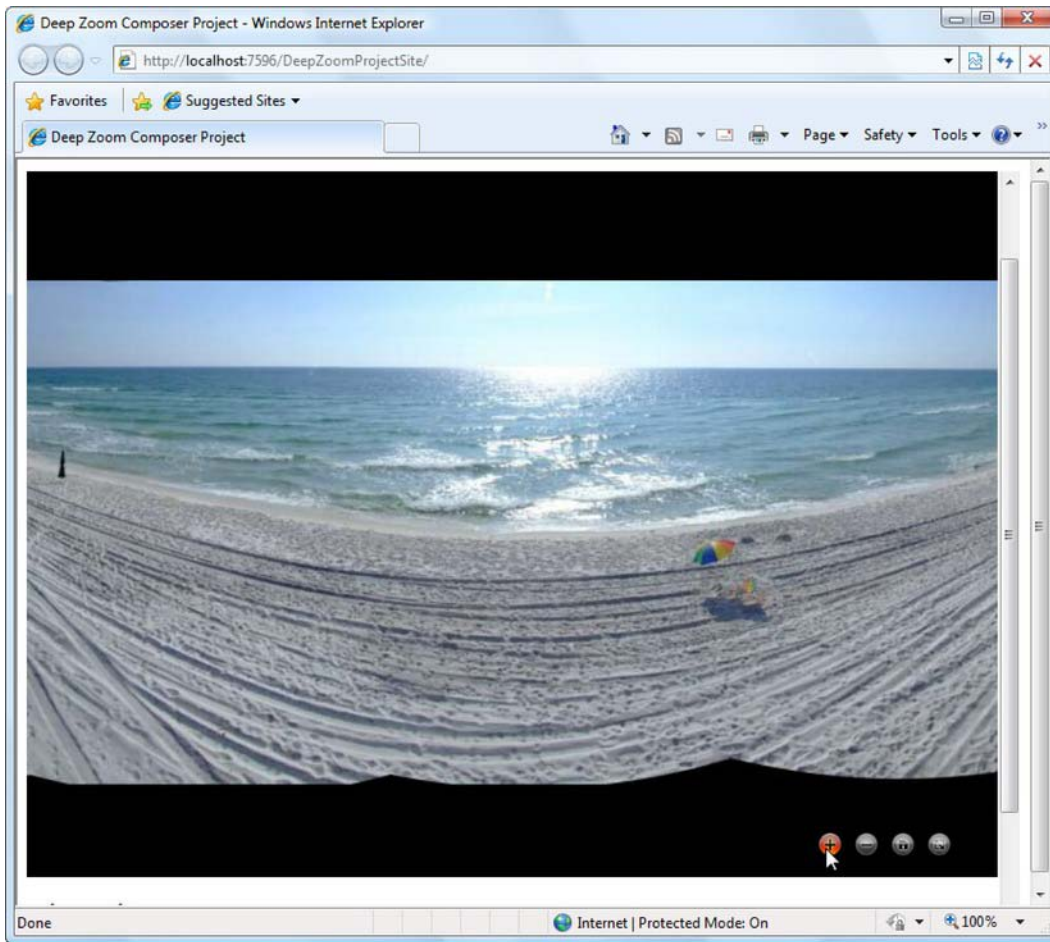 Deep Zoom Composer Project - Windows Internet Explorer
http://localhost:7596/DeepZoomProjectSite/
Favorites Suggested Sites
Deep Zoom Composer Project Page Safety Tools
Done Internet | Protected Mode: On 100%